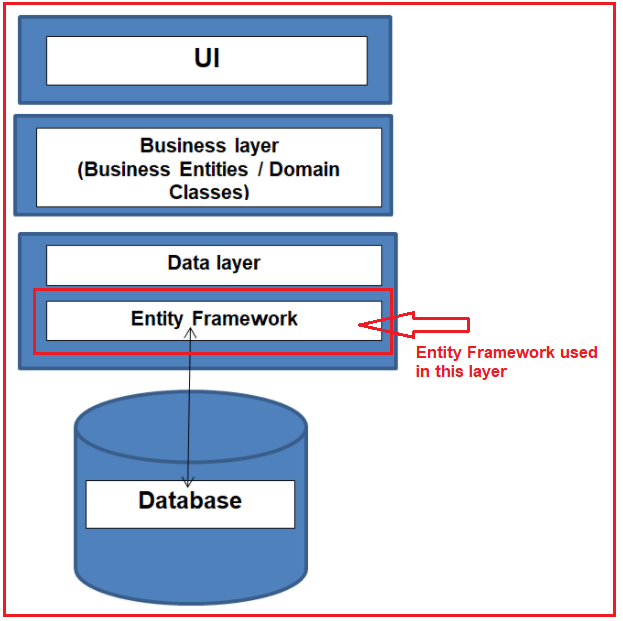 UI
Business layer
(Business Entities / Domain
Classes)
Data layer
Entity Framework
Entity Framework used
in this layer
Database